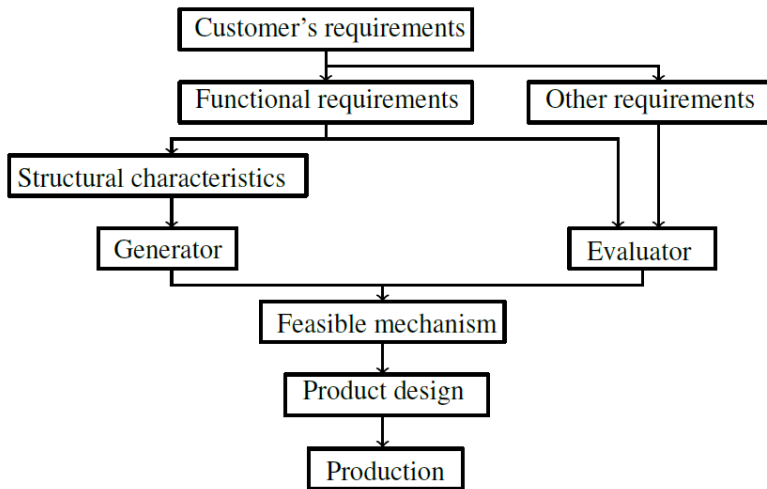 Customer’s requirements
Functional requirements
Other requirements
Structural characteristics
Generator
Evaluator
Feasible mechanism
Product design
Production